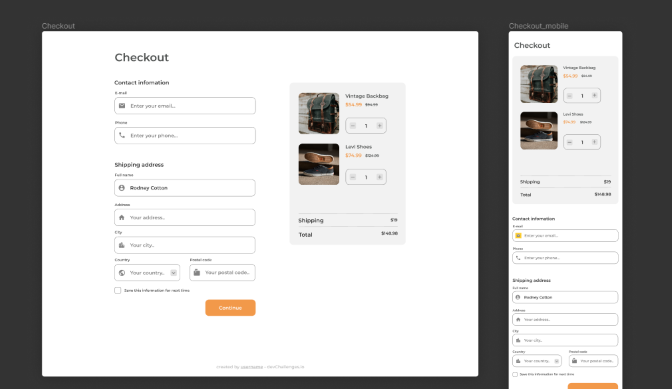 Checkout
Checkout
Contact infomation
E-mail
Enter your email...
Phone
Enter your phone...
Shipping address
Full name
Rodney Cotton
Address
Your address...
City
Your city...
Country
Postal code
Your country..
Your postal code..
Save this information for next time
Continue
Vintage Backbag
$54.99 $94.99
- 1 +
Levi Shoes
$74.99 $124.99
- 1 +
Shipping $19
Total $148.98
created by username - devChallenges.io
Checkout_mobile
Checkout
Vintage Backbag
$54.99 $94.99
- 1 +
Levi Shoes
$74.99 $124.99
- 1 +
Shipping $19
Total $148.98
Contact infomation
E-mail
Enter your email...
Phone
Enter your phone...
Shipping address
Full name
Rodney Cotton
Address
Your address..
City
Your city..
Country
Postal code
Your country..
Your postal code..
Save this information for next time